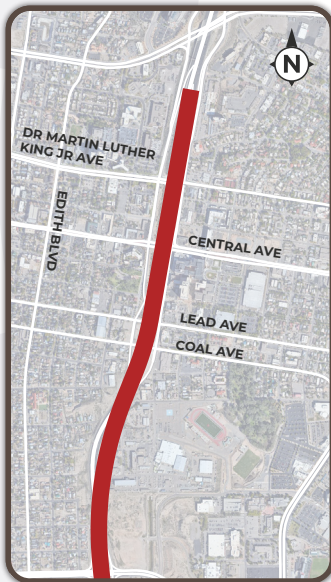 N
DR MARTIN LUTHER
KING JR AVE
EDITH BLVD
CENTRAL AVE
LEAD AVE
COAL AVE